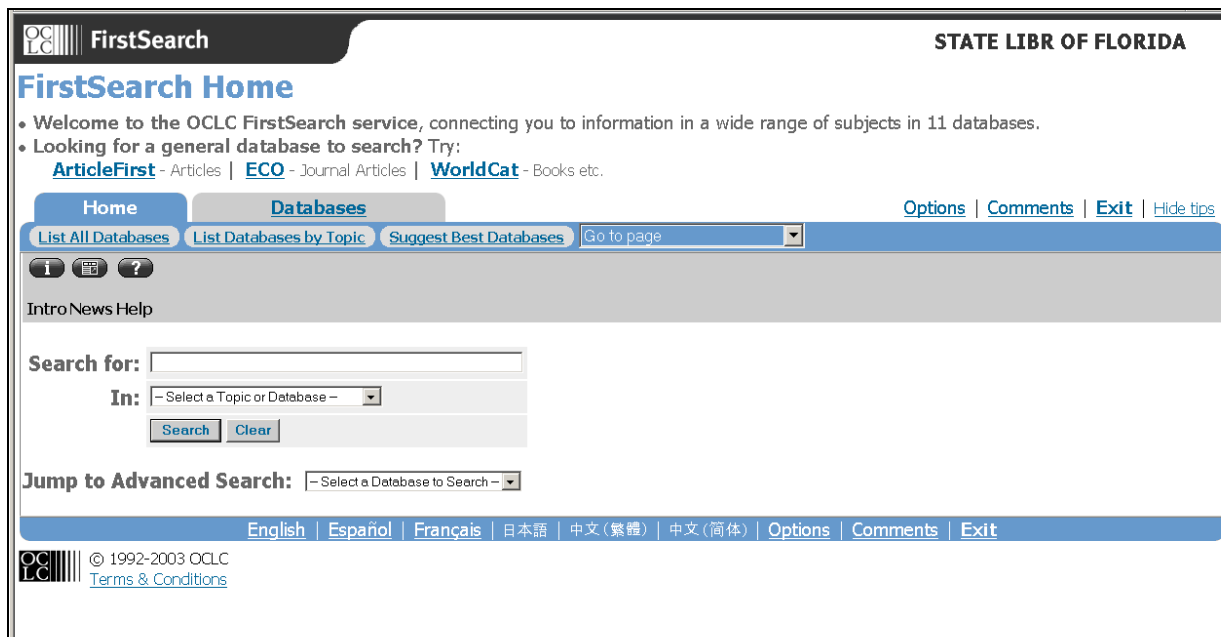 OCLC FirstSearch STATE LIBR OF FLORIDA
FirstSearch Home
• Welcome to the OCLC FirstSearch service, connecting you to information in a wide range of subjects in 11 databases.
• Looking for a general database to search? Try:
ArticleFirst - Articles | ECO - Journal Articles | WorldCat - Books etc.
Home Databases Options | Comments | Exit | Hide tips
List All Databases List Databases by Topic Suggest Best Databases Go to page
i ?
Intro News Help
Search for:
In: – Select a Topic or Database –
Search Clear
Jump to Advanced Search: – Select a Database to Search –
English | Español | Français | 日本語 | 中文(繁體) | 中文(简体) | Options | Comments | Exit
OCLC © 1992-2003 OCLC
Terms & Conditions